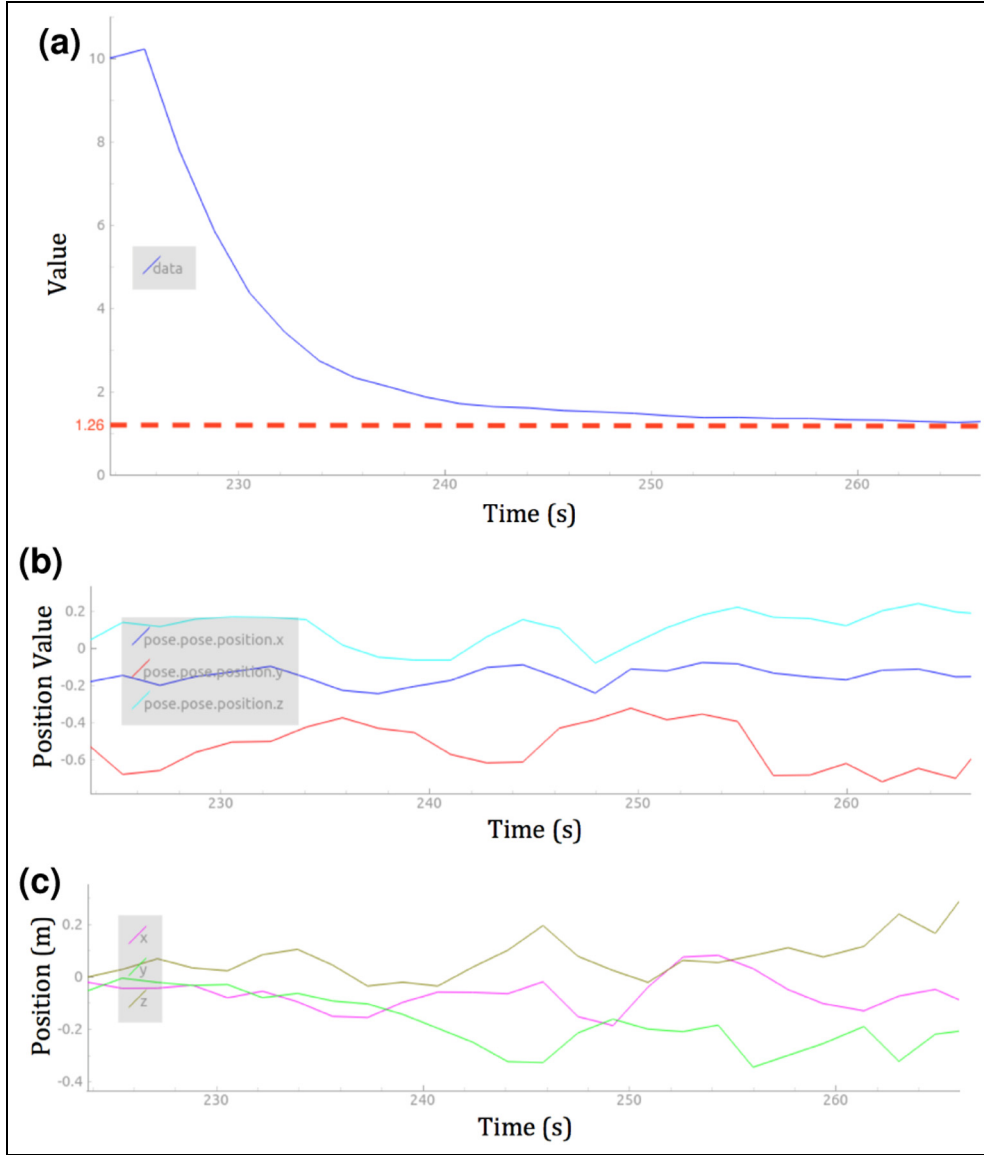 (a)
10
8
6
4
2
1.26
0
Value
data
230
240
250
260
Time (s)
(b)
0.2
0
-0.2
-0.4
-0.6
Position Value
pose.pose.position.x
pose.pose.position.y
pose.pose.position.z
230
240
250
260
Time (s)
(c)
0.2
0
-0.2
-0.4
Position (m)
x
y
z
230
240
250
260
Time (s)